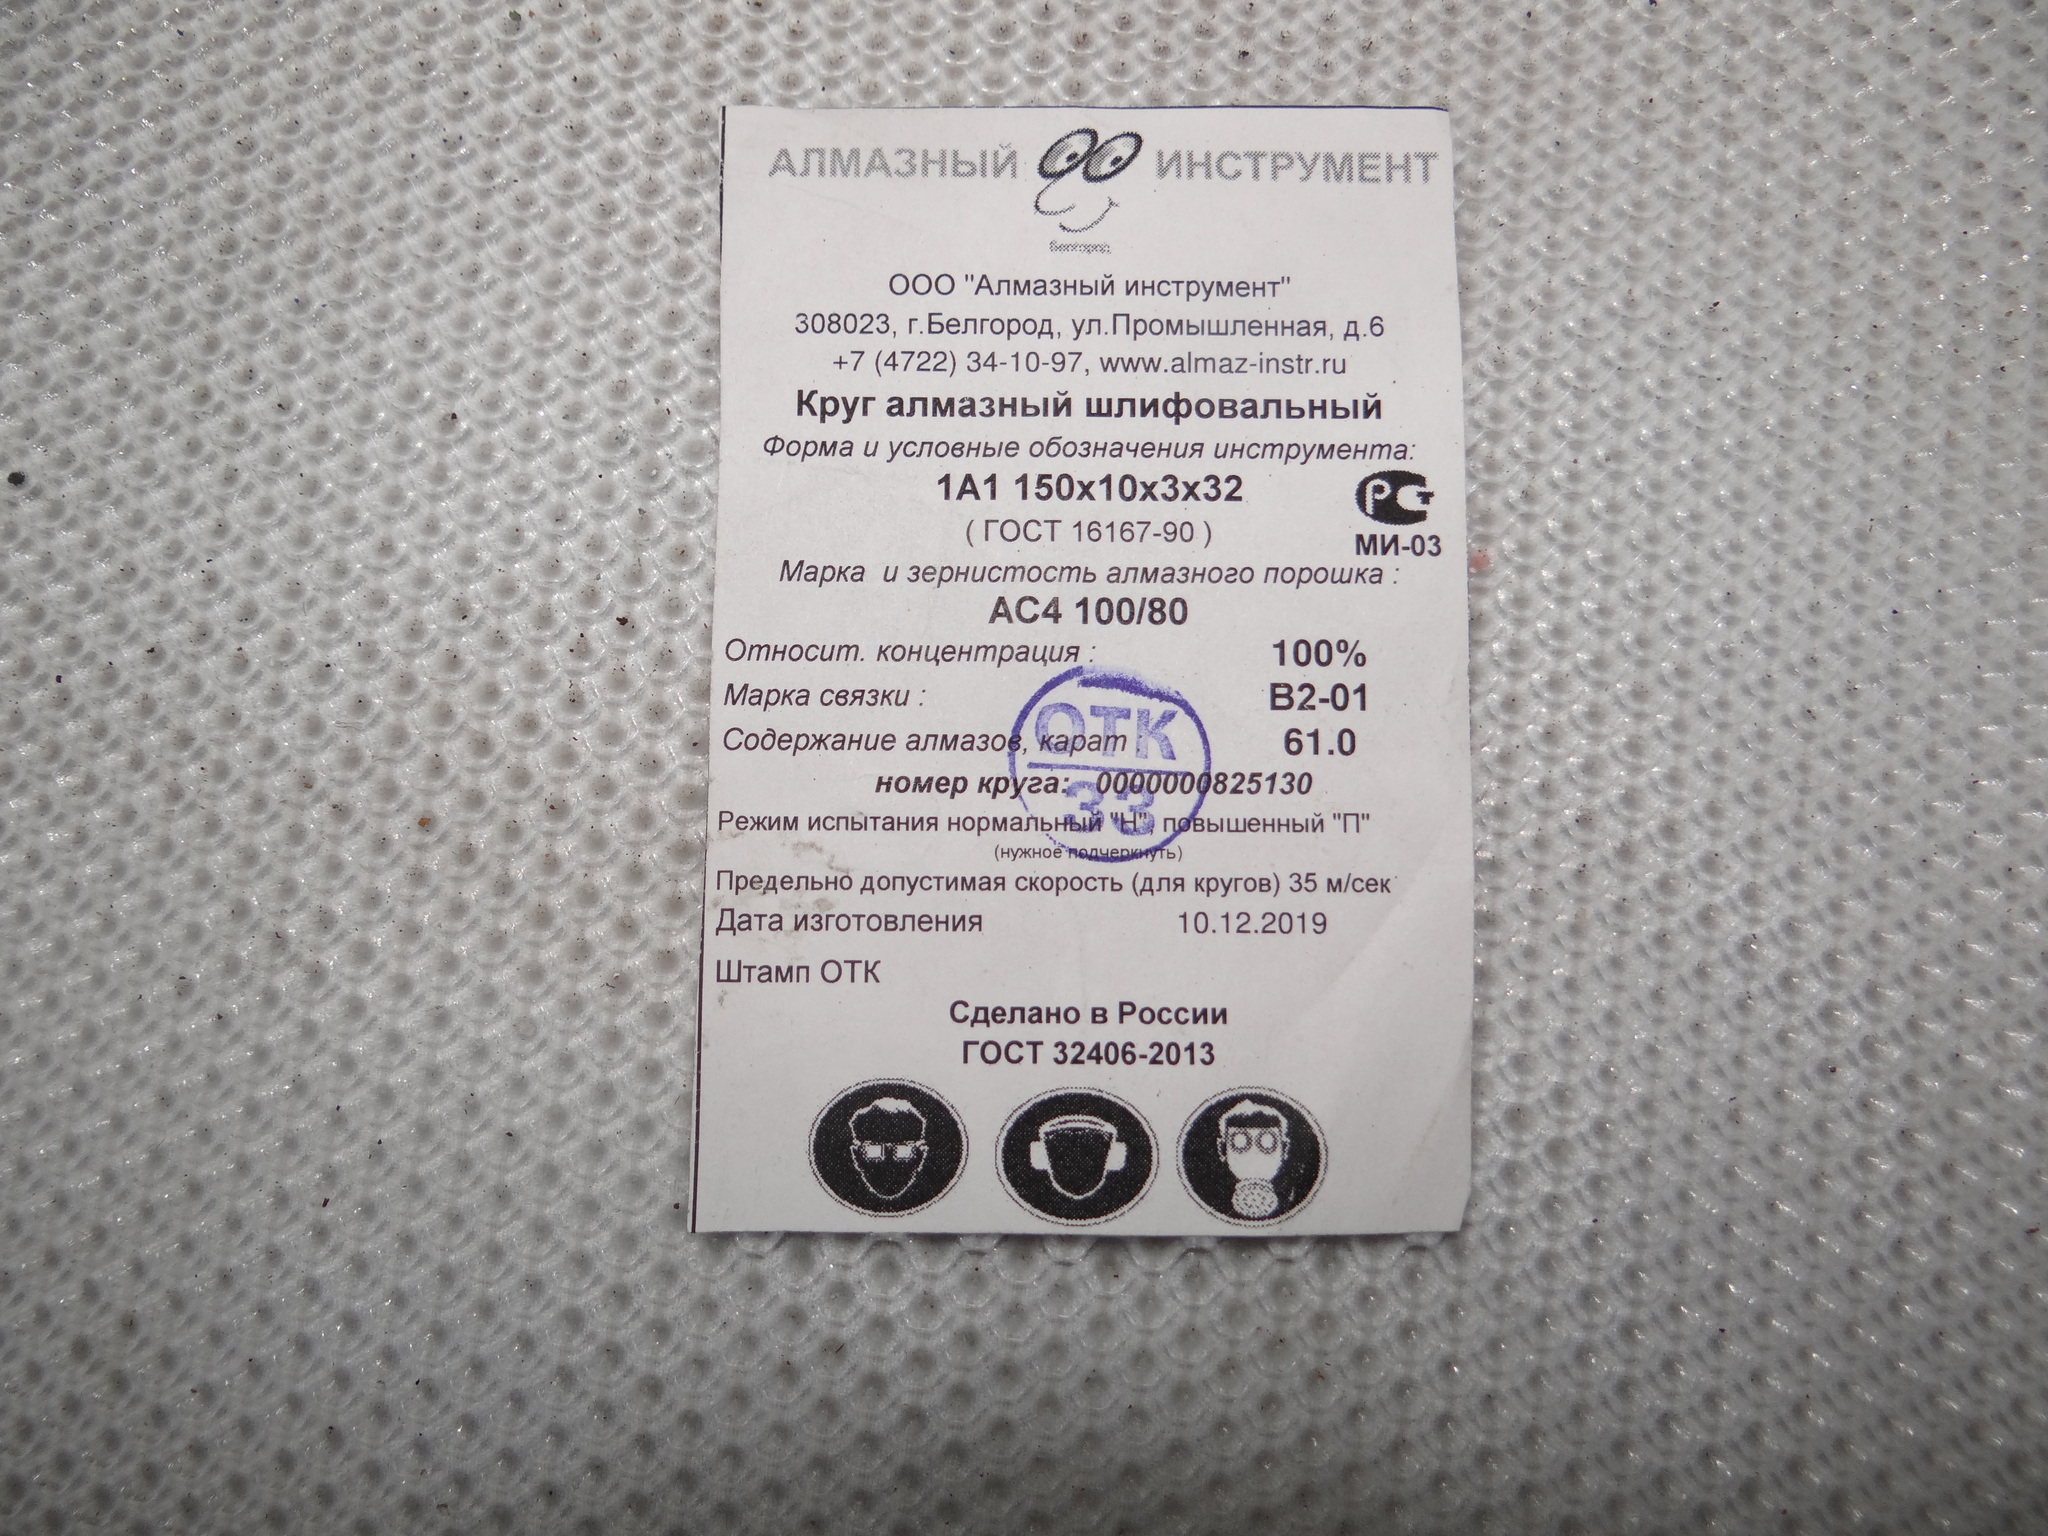 АЛМАЗНЫЙ ИНСТРУМЕНТ
Белгород
ООО "Алмазный инструмент"
308023, г.Белгород, ул.Промышленная, д.6
+7 (4722) 34-10-97, www.almaz-instr.ru
Круг алмазный шлифовальный
Форма и условные обозначения инструмента:
1А1 150х10х3х32
( ГОСТ 16167-90 )
РСТ
МИ-03
Марка и зернистость алмазного порошка :
АС4 100/80
Относит. концентрация : 100%
Марка связки : В2-01
Содержание алмазов, карат : 61.0
ОТК
33
номер круга: 0000000825130
Режим испытания нормальный "Н", повышенный "П"
(нужное подчеркнуть)
Предельно допустимая скорость (для кругов) 35 м/сек
Дата изготовления 10.12.2019
Штамп ОТК
Сделано в России
ГОСТ 32406-2013